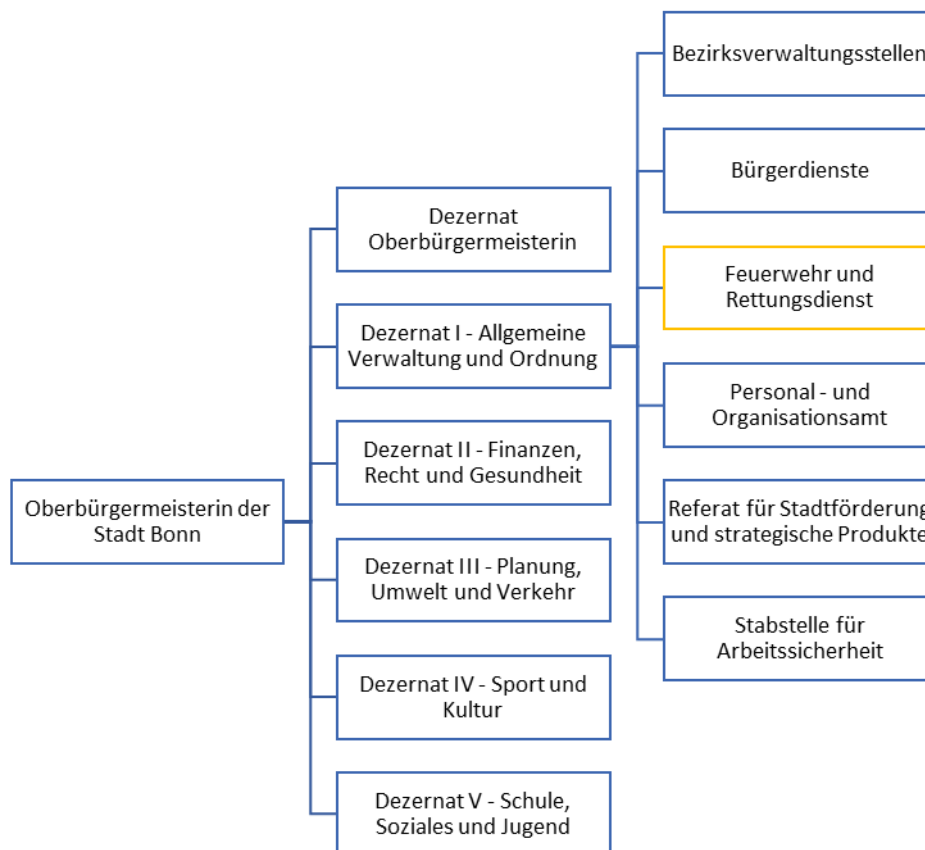 Oberbürgermeisterin der
Stadt Bonn
Dezernat
Oberbürgermeisterin
Dezernat I - Allgemeine
Verwaltung und Ordnung
Dezernat II - Finanzen,
Recht und Gesundheit
Dezernat III - Planung,
Umwelt und Verkehr
Dezernat IV - Sport und
Kultur
Dezernat V - Schule,
Soziales und Jugend
Bezirksverwaltungsstellen
Bürgerdienste
Feuerwehr und
Rettungsdienst
Personal - und
Organisationsamt
Referat für Stadtförderung
und strategische Produkte
Stabstelle für
Arbeitssicherheit